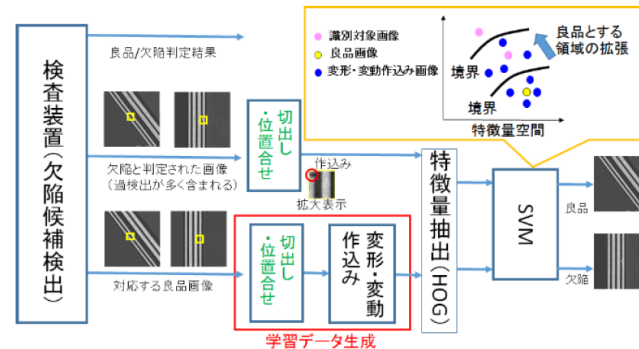 識別対象画像
良品画像
変形・変動作込み画像
良品とする
領域の拡張
境界
境界
特徴量空間
検査装置(欠陥候補検出)
良品/欠陥判定結果
欠陥と判定された画像
(過検出が多く含まれる)
対応する良品画像
切出し
・位置合せ
作込み
拡大表示
切出し
・位置合せ
変形・変動
作込み
学習データ生成
特徴量抽出(HOG)
SVM
良品
欠陥